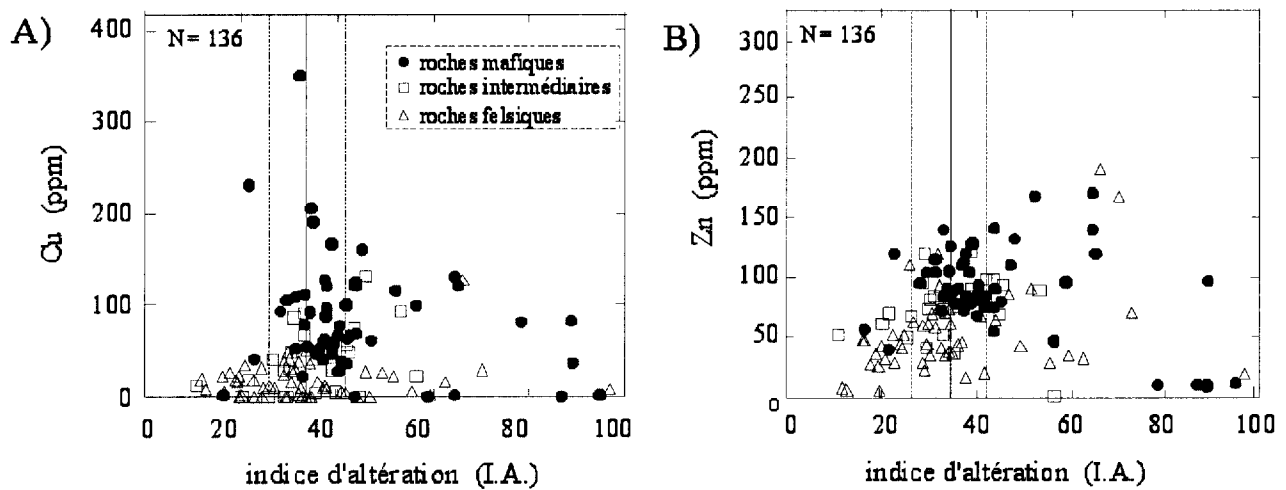 A)
N= 136
roches mafiques
roches intermédiaires
roches felsiques
400
300
200
100
0
Cu (ppm)
0 20 40 60 80 100
indice d'altération (I.A.)
B)
N= 136
300
250
200
150
100
50
0
Zn (ppm)
0 20 40 60 80 100
indice d'altération (I.A.)